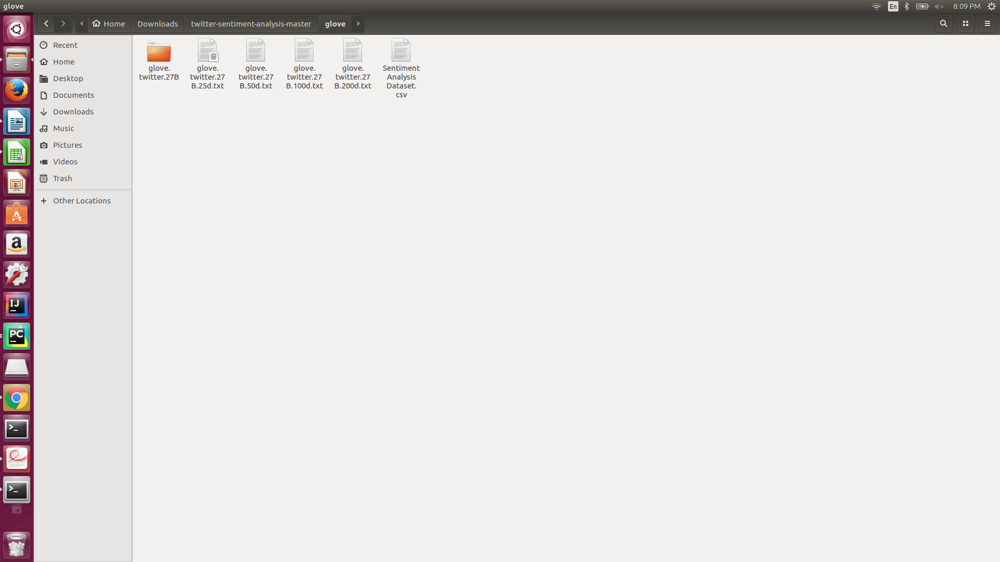 glove
En
8:09 PM
Home
Downloads
twitter-sentiment-analysis-master
glove
Recent
Home
Desktop
Documents
Downloads
Music
Pictures
Videos
Trash
Other Locations
glove.
twitter.27B
glove.
twitter.27
B.25d.txt
glove.
twitter.27
B.50d.txt
glove.
twitter.27
B.100d.txt
glove.
twitter.27
B.200d.txt
Sentiment
Analysis
Dataset.
csv
A
a
IJ
PC
>_
>_